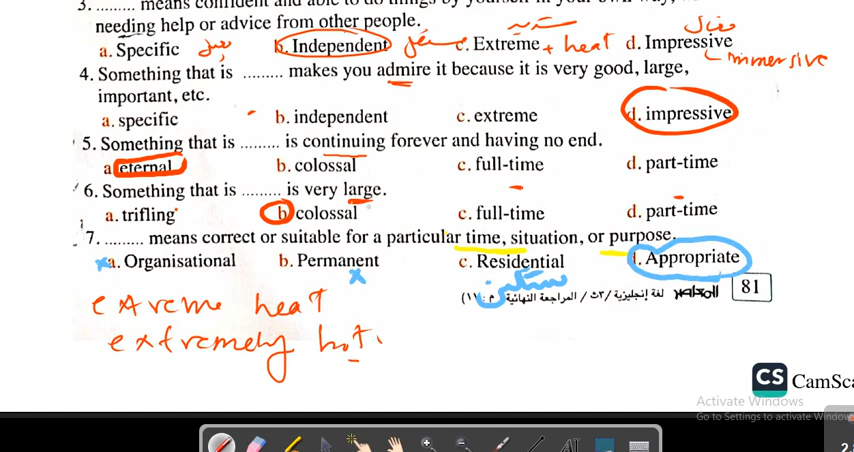 3. ......... means confident and able to do things by yourself in your own way,
needing help or advice from other people.
a. Specific b. Independent c. Extreme + heat d. Impressive
immersive
4. Something that is ......... makes you admire it because it is very good, large,
important, etc.
a. specific b. independent c. extreme d. impressive
5. Something that is ......... is continuing forever and having no end.
a eternal b. colossal c. full-time d. part-time
6. Something that is ......... is very large.
a. trifling b colossal c. full-time d. part-time
7. ......... means correct or suitable for a particular time, situation, or purpose.
a. Organisational b. Permanent c. Residential d. Appropriate
لغة إنجليزية / ٣ث / المراجعة النهائية 81
extreme heat
extremely hot.
CS CamSca
Activate Windows
Go to Settings to activate Windows